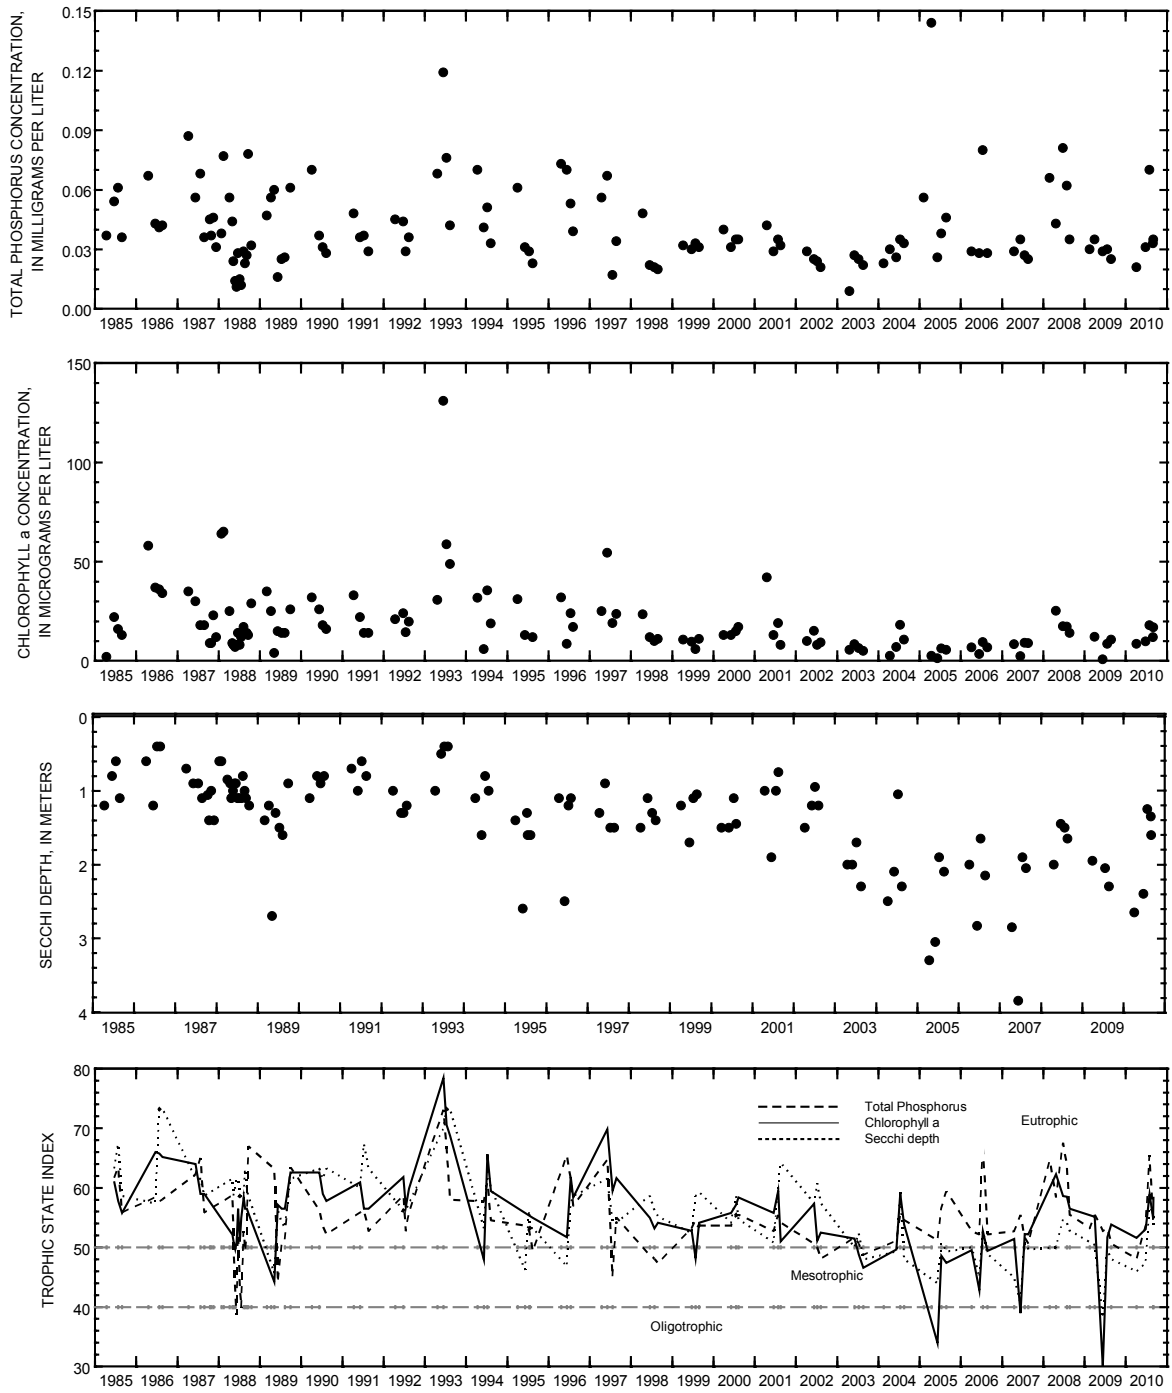 TOTAL PHOSPHORUS CONCENTRATION,
IN MILLIGRAMS PER LITER
0.15
0.12
0.09
0.06
0.03
0.00
1985 1986 1987 1988 1989 1990 1991 1992 1993 1994 1995 1996 1997 1998 1999 2000 2001 2002 2003 2004 2005 2006 2007 2008 2009 2010
CHLOROPHYLL a CONCENTRATION,
IN MICROGRAMS PER LITER
150
100
50
0
1985 1986 1987 1988 1989 1990 1991 1992 1993 1994 1995 1996 1997 1998 1999 2000 2001 2002 2003 2004 2005 2006 2007 2008 2009 2010
SECCHI DEPTH, IN METERS
0
1
2
3
4
1985 1987 1989 1991 1993 1995 1997 1999 2001 2003 2005 2007 2009
TROPHIC STATE INDEX
80
70
60
50
40
30
Total Phosphorus
Chlorophyll a
Secchi depth
Eutrophic
Mesotrophic
Oligotrophic
1985 1986 1987 1988 1989 1990 1991 1992 1993 1994 1995 1996 1997 1998 1999 2000 2001 2002 2003 2004 2005 2006 2007 2008 2009 2010